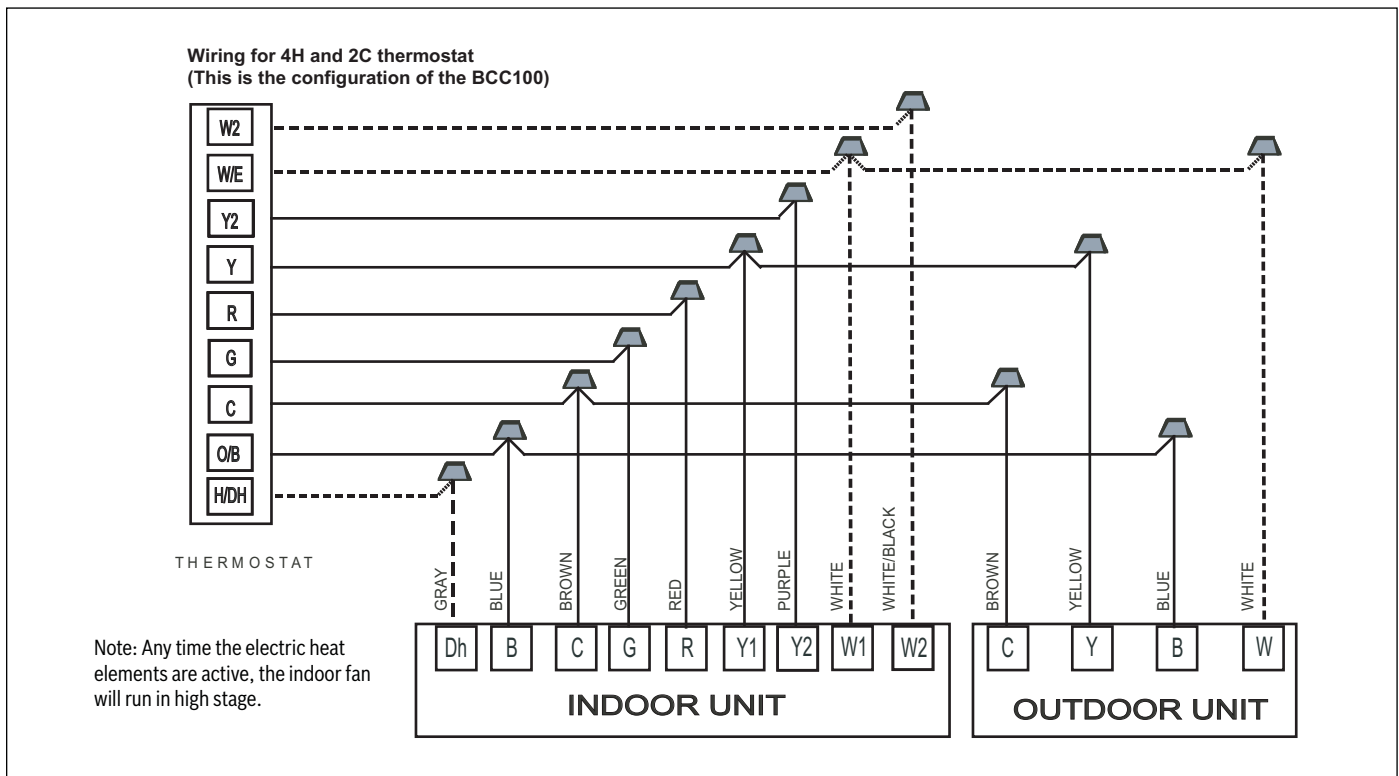 Wiring for 4H and 2C thermostat
(This is the configuration of the BCC100)
W2
W/E
Y2
Y
R
G
C
O/B
H/DH
THERMOSTAT
GRAY
BLUE
BROWN
GREEN
RED
YELLOW
PURPLE
WHITE
WHITE/BLACK
BROWN
YELLOW
BLUE
WHITE
Dh
B
C
G
R
Y1
Y2
W1
W2
INDOOR UNIT
C
Y
B
W
OUTDOOR UNIT
Note: Any time the electric heat
elements are active, the indoor fan
will run in high stage.